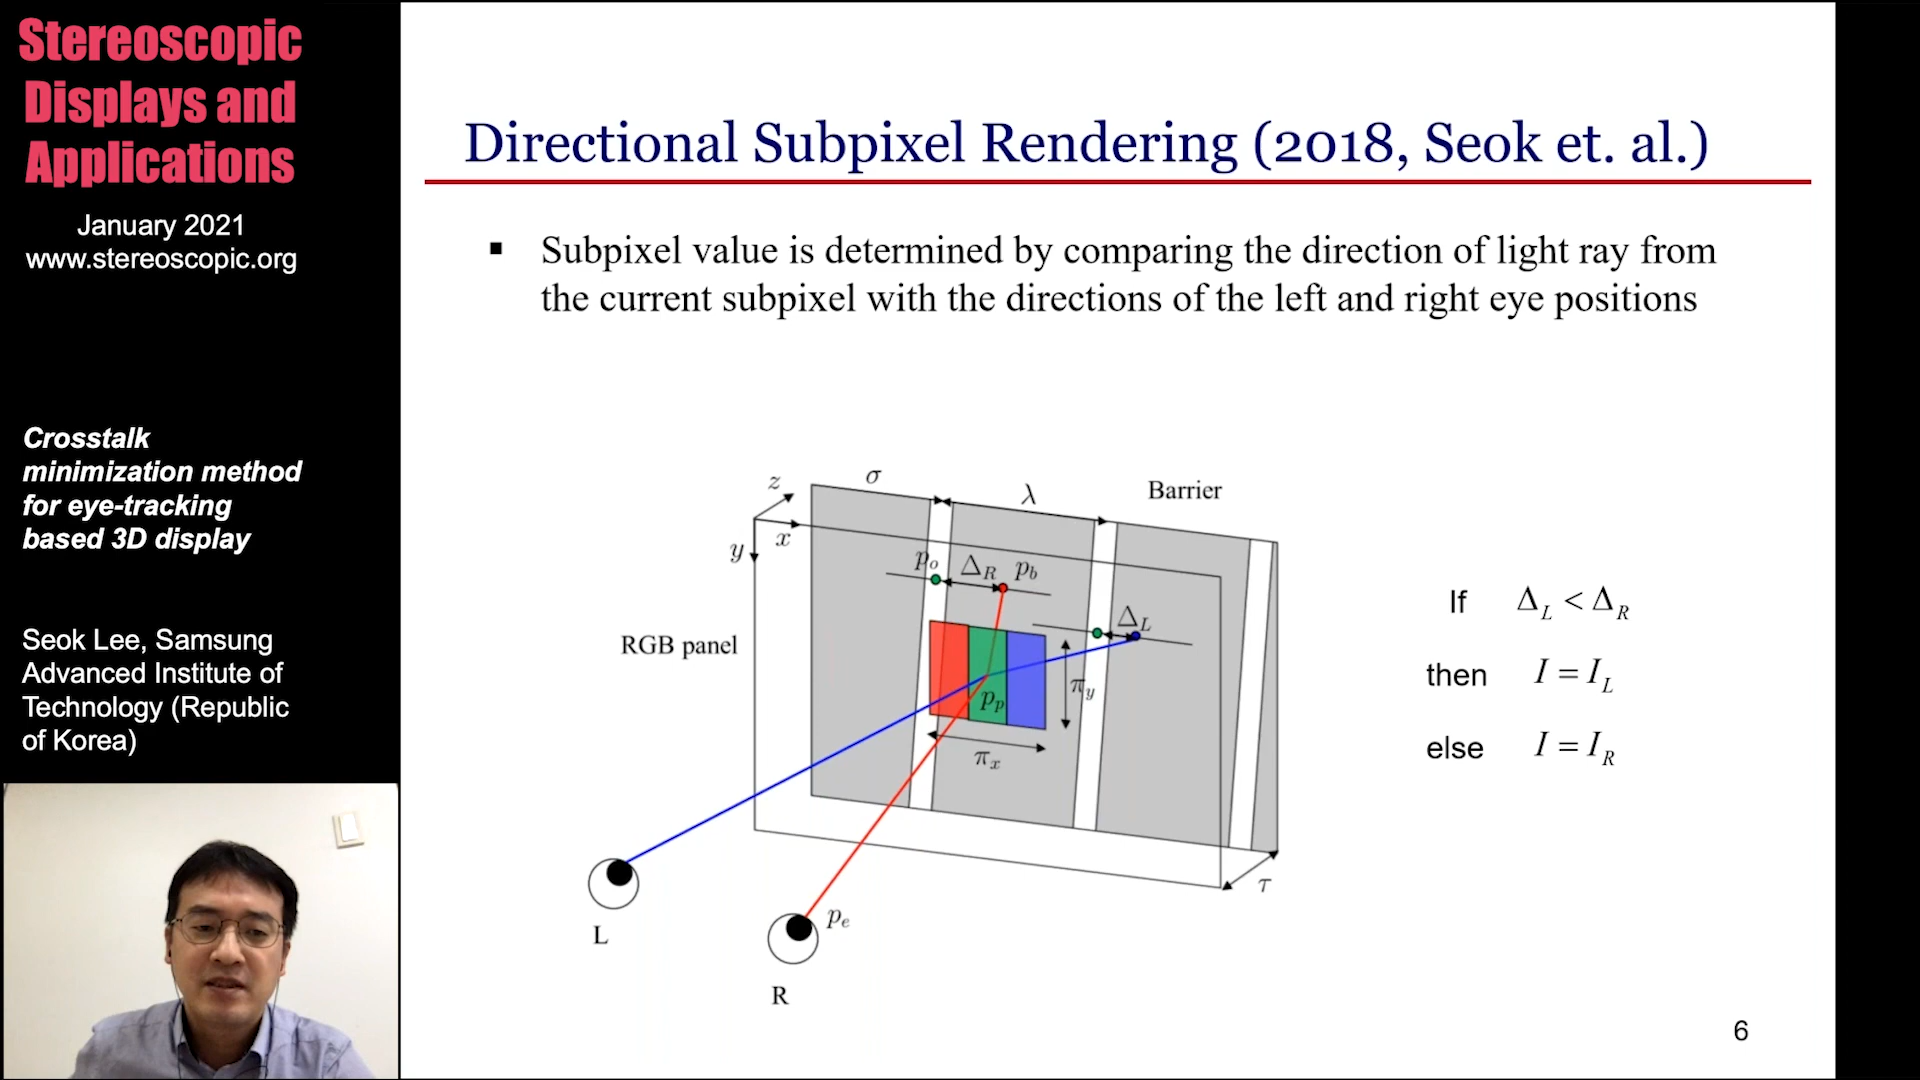 Stereoscopic
Displays and
Applications
January 2021
www.stereoscopic.org
Crosstalk
minimization method
for eye-tracking
based 3D display
Seok Lee, Samsung
Advanced Institute of
Technology (Republic
of Korea)
Directional Subpixel Rendering (2018, Seok et. al.)
▪ Subpixel value is determined by comparing the direction of light ray from
the current subpixel with the directions of the left and right eye positions
z
σ
λ
Barrier
y
x
p_o
Δ_R
p_b
Δ_L
RGB panel
p_p
π_y
π_x
τ
L
p_e
R
If Δ_L < Δ_R
then I = I_L
else I = I_R
6